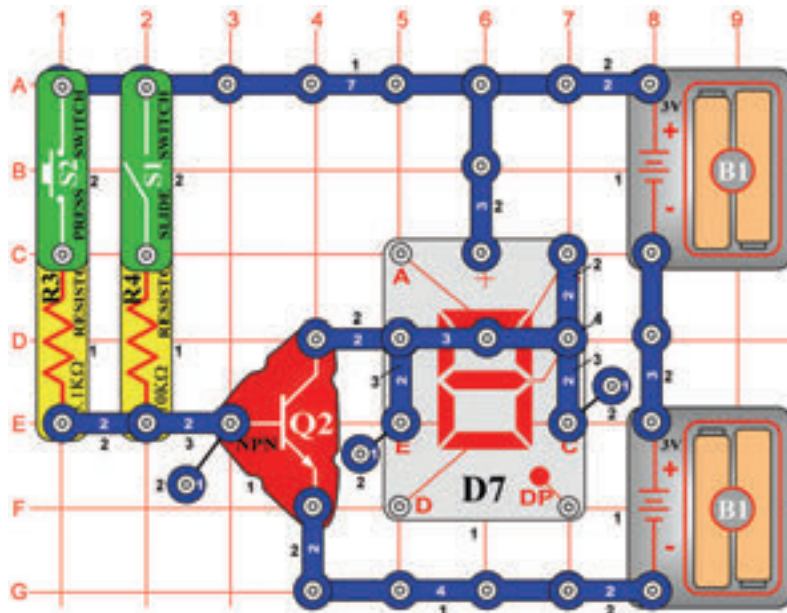 1 2 3 4 5 6 7 8 9
A
B
C
D
E
F
G
1
7
2
2
S2
PRESS SWITCH
2
S1
SLIDE SWITCH
2
3
2
3V
+
-
B1
1
R3
RESISTOR
1KΩ
1
R4
RESISTOR
1
2
2
2
2
2
3
2
1
Q2
NPN
1
2
2
3
4
3
2
A
+
2
2
2
3
1
2
E
C
D
D7
DP
1
1
2
3
2
3V
+
-
B1
1
2
2
4
1
2
2